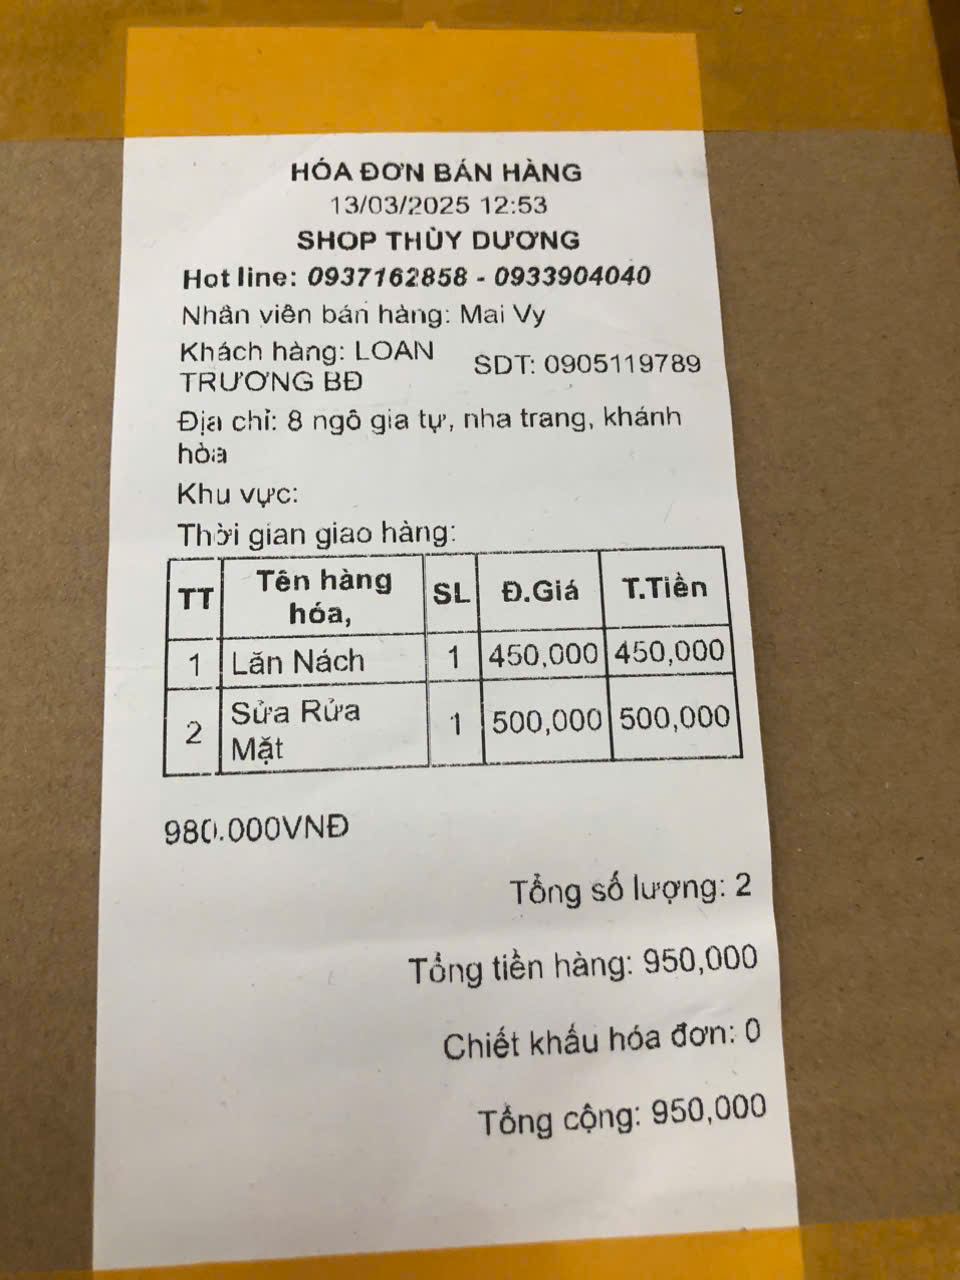 HÓA ĐƠN BÁN HÀNG
13/03/2025 12:53
SHOP THÙY DƯƠNG
Hot line: 0937162858 - 0933904040
Nhân viên bán hàng: Mai Vy
Khách hàng: LOAN TRƯƠNG BĐ SDT: 0905119789
Địa chỉ: 8 ngô gia tự, nha trang, khánh
hòa
Khu vực:
Thời gian giao hàng:
TT Tên hàng hóa, SL Đ.Giá T.Tiền
1 Lăn Nách 1 450,000 450,000
2 Sửa Rửa Mặt 1 500,000 500,000
980.000VNĐ
Tổng số lượng: 2
Tổng tiền hàng: 950,000
Chiết khấu hóa đơn: 0
Tổng cộng: 950,000